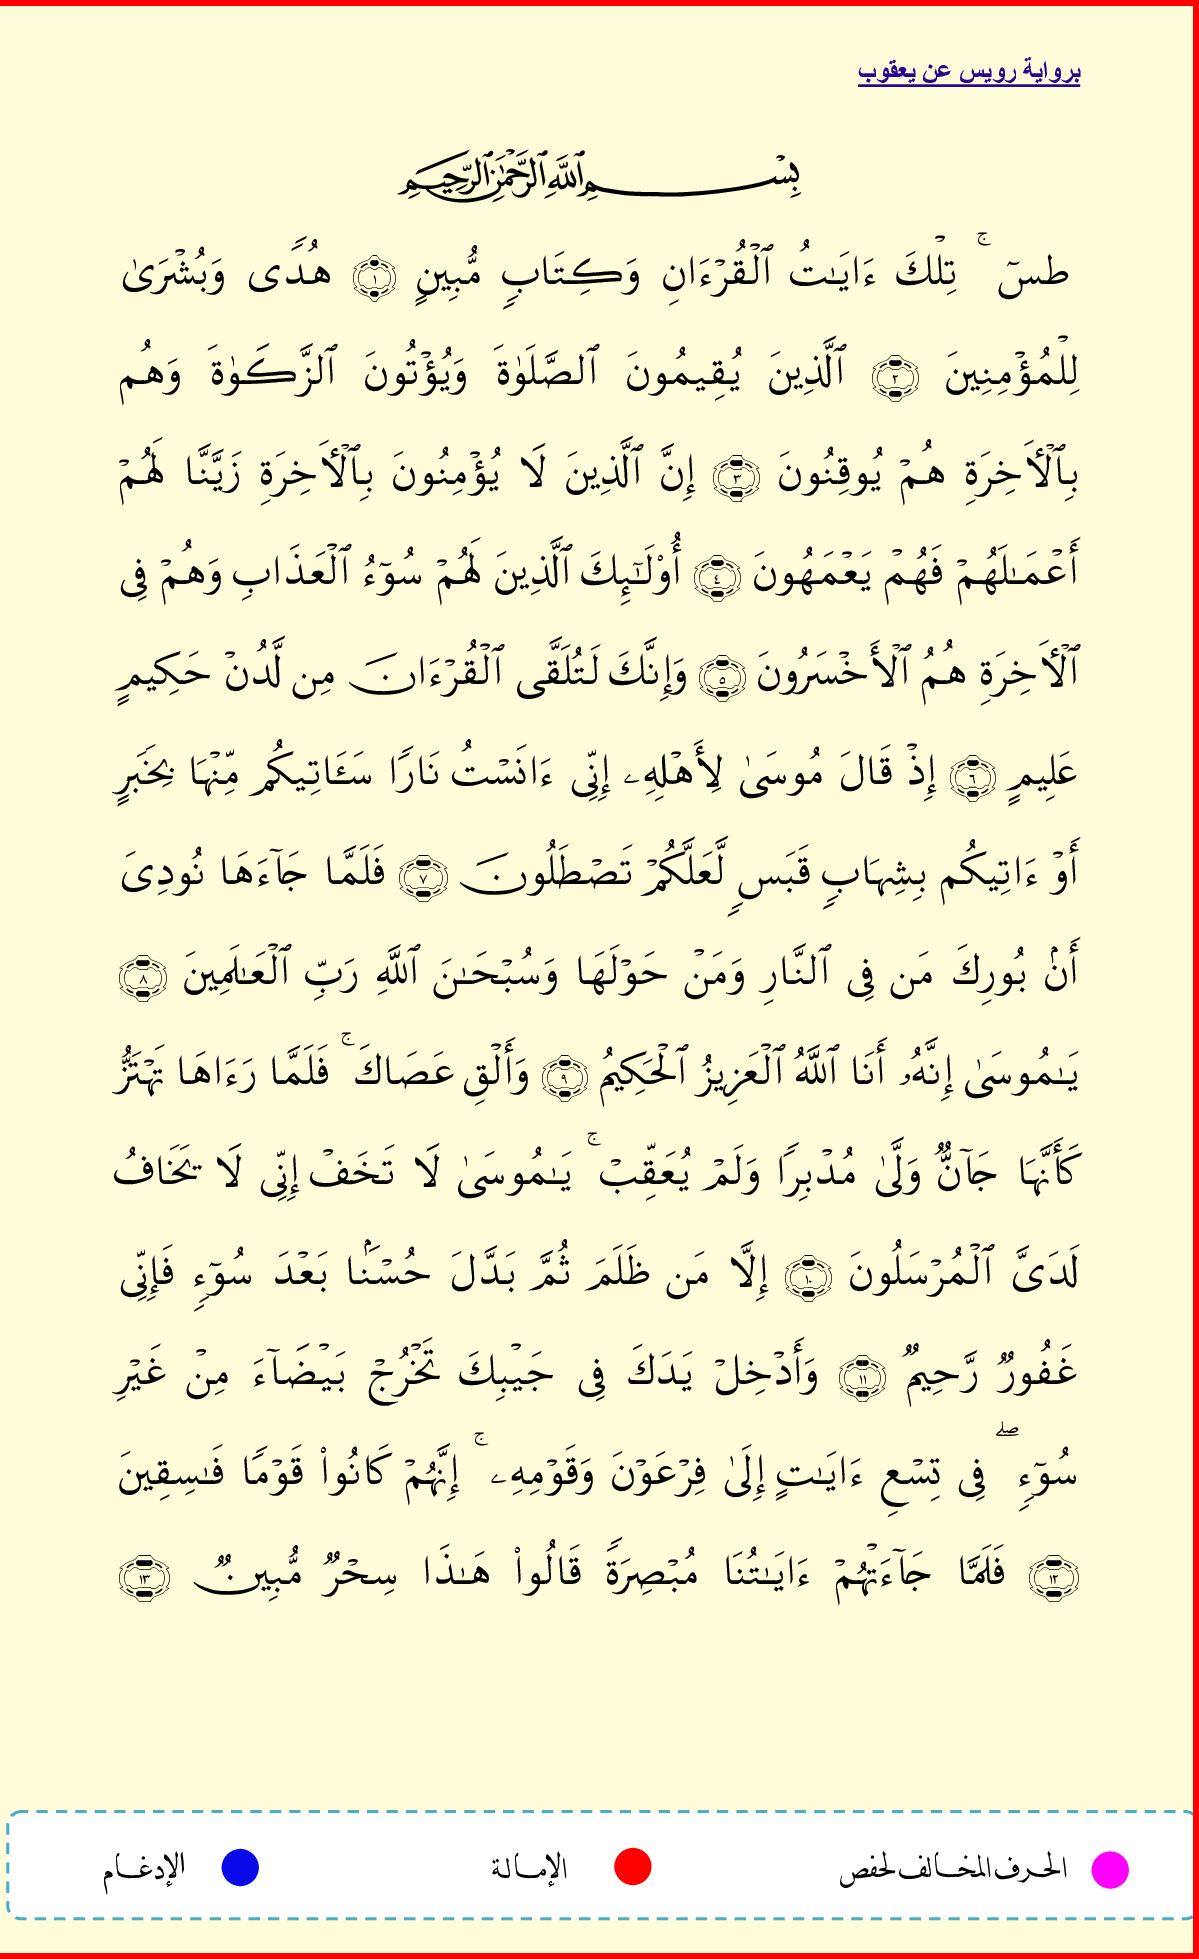 برواية رويس عن يعقوب
بِسْمِ ٱللَّهِ ٱلرَّحْمَٰنِ ٱلرَّحِيمِ
طسٓ ۚ تِلْكَ ءَايَٰتُ ٱلْقُرْءَانِ وَكِتَابٍ مُّبِينٍ ١ هُدًى وَبُشْرَىٰ
لِلْمُؤْمِنِينَ ٢ ٱلَّذِينَ يُقِيمُونَ ٱلصَّلَوٰةَ وَيُؤْتُونَ ٱلزَّكَوٰةَ وَهُم
بِٱلْأَخِرَةِ هُمْ يُوقِنُونَ ٣ إِنَّ ٱلَّذِينَ لَا يُؤْمِنُونَ بِٱلْأَخِرَةِ زَيَّنَّا لَهُمْ
أَعْمَٰلَهُمْ فَهُمْ يَعْمَهُونَ ٤ أُوْلَٰٓئِكَ ٱلَّذِينَ لَهُمْ سُوٓءُ ٱلْعَذَابِ وَهُمْ فِى
ٱلْأَخِرَةِ هُمُ ٱلْأَخْسَرُونَ ٥ وَإِنَّكَ لَتُلَقَّى ٱلْقُرْءَانَ مِن لَّدُنْ حَكِيمٍ
عَلِيمٍ ٦ إِذْ قَالَ مُوسَىٰ لِأَهْلِهِۦ إِنِّى ءَانَسْتُ نَارًا سَـَٔاتِيكُم مِّنْهَا بِخَبَرٍ
أَوْ ءَاتِيكُم بِشِهَابِ قَبَسٍ لَّعَلَّكُمْ تَصْطَلُونَ ٧ فَلَمَّا جَآءَهَا نُودِىَ
أَنۢ بُورِكَ مَن فِى ٱلنَّارِ وَمَنْ حَوْلَهَا وَسُبْحَٰنَ ٱللَّهِ رَبِّ ٱلْعَٰلَمِينَ ٨
يَٰمُوسَىٰ إِنَّهُۥ أَنَا ٱللَّهُ ٱلْعَزِيزُ ٱلْحَكِيمُ ٩ وَأَلْقِ عَصَاكَ ۚ فَلَمَّا رَءَاهَا تَهْتَزُّ
كَأَنَّهَا جَآنٌّ وَلَّىٰ مُدْبِرًا وَلَمْ يُعَقِّبْ ۚ يَٰمُوسَىٰ لَا تَخَفْ إِنِّى لَا يَخَافُ
لَدَىَّ ٱلْمُرْسَلُونَ ١٠ إِلَّا مَن ظَلَمَ ثُمَّ بَدَّلَ حُسْنَۢا بَعْدَ سُوٓءٍ فَإِنِّى
غَفُورٌ رَّحِيمٌ ١١ وَأَدْخِلْ يَدَكَ فِى جَيْبِكَ تَخْرُجْ بَيْضَآءَ مِنْ غَيْرِ
سُوٓءٍ ۖ فِى تِسْعِ ءَايَٰتٍ إِلَىٰ فِرْعَوْنَ وَقَوْمِهِۦ ۚ إِنَّهُمْ كَانُوا۟ قَوْمًا فَٰسِقِينَ
١٢ فَلَمَّا جَآءَتْهُمْ ءَايَٰتُنَا مُبْصِرَةً قَالُوا۟ هَٰذَا سِحْرٌ مُّبِينٌ ١٣
الحرف المخالف لحفص الإمالة الإدغام